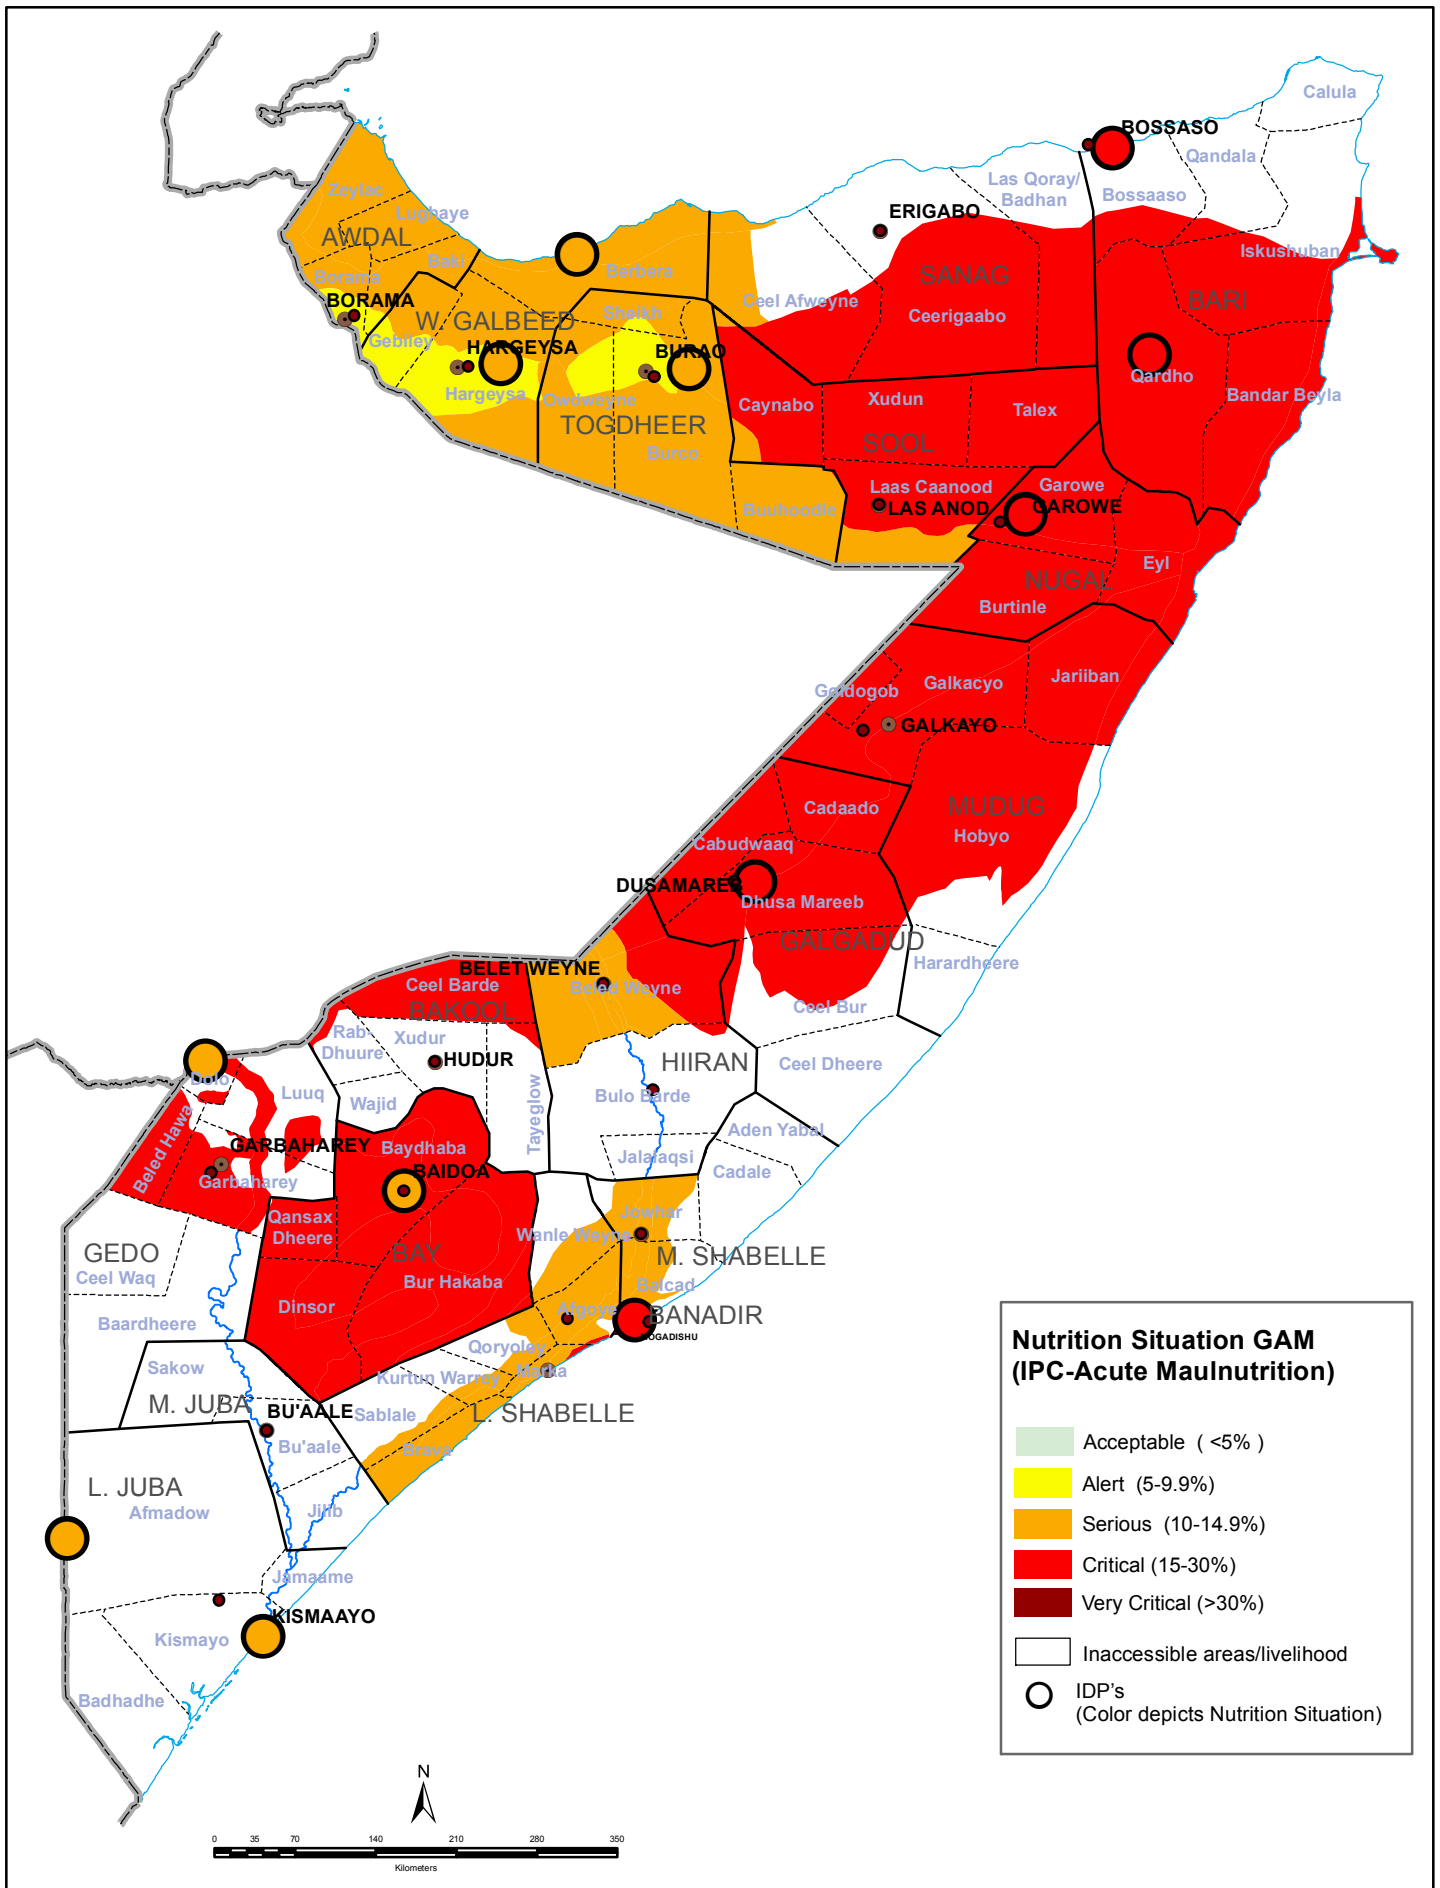 Calula
BOSSASO
Qandala
Las Qoray/
Badhan
Bossaaso
Zeylac
Lughaye
ERIGABO
AWDAL
Iskushuban
Baki
Borama
Berbera
SANAG
BORAMA
Ceel Afweyne
BARI
Sheikh
W. GALBEED
Ceerigaabo
Gebiley
HARGEYSA
BURAO
Qardho
Hargeysa
Owdweyne
Caynabo
Xudun
Talex
Bandar Beyla
TOGDHEER
SOOL
Burco
Laas Caanood
Garowe
Buuhoodle
LAS ANOD
GAROWE
Eyl
NUGAL
Burtinle
Jariiban
Galkacyo
Goldogob
GALKAYO
Cadaado
MUDUG
Hobyo
Cabudwaaq
DUSAMAREB
Dhusa Mareeb
GALGADUD
Harardheere
BELET WEYNE
Ceel Barde
Beled Weyne
Ceel Bur
BAKOOL
Rab-
Dhuure
Xudur
HUDUR
HIIRAN
Ceel Dheere
Dolo
Luuq
Wajid
Tayeglow
Bulo Barde
Aden Yabal
Beled Hawa
GARBAHAREY
Baydhaba
Jalalaqsi
Cadale
Garbaharey
BAIDOA
Qansax
Dheere
Jowhar
Wanle Weyne
GEDO
BAY
M. SHABELLE
Ceel Waq
Bur Hakaba
Balcad
Dinsor
Afgoye
BANADIR
Baardheere
MOGADISHU
Qoryoley
Sakow
Kurtun Warrey
Marka
M. JUBA
BU'AALE
Sablale
L. SHABELLE
Bu'aale
Brava
L. JUBA
Afmadow
Jilib
Jamaame
KISMAAYO
Kismayo
Badhadhe
Nutrition Situation GAM
(IPC-Acute Maulnutrition)
Acceptable ( <5% )
Alert (5-9.9%)
Serious (10-14.9%)
Critical (15-30%)
Very Critical (>30%)
Inaccessible areas/livelihood
IDP's
(Color depicts Nutrition Situation)
N
0 35 70 140 210 280 350
Kilometers